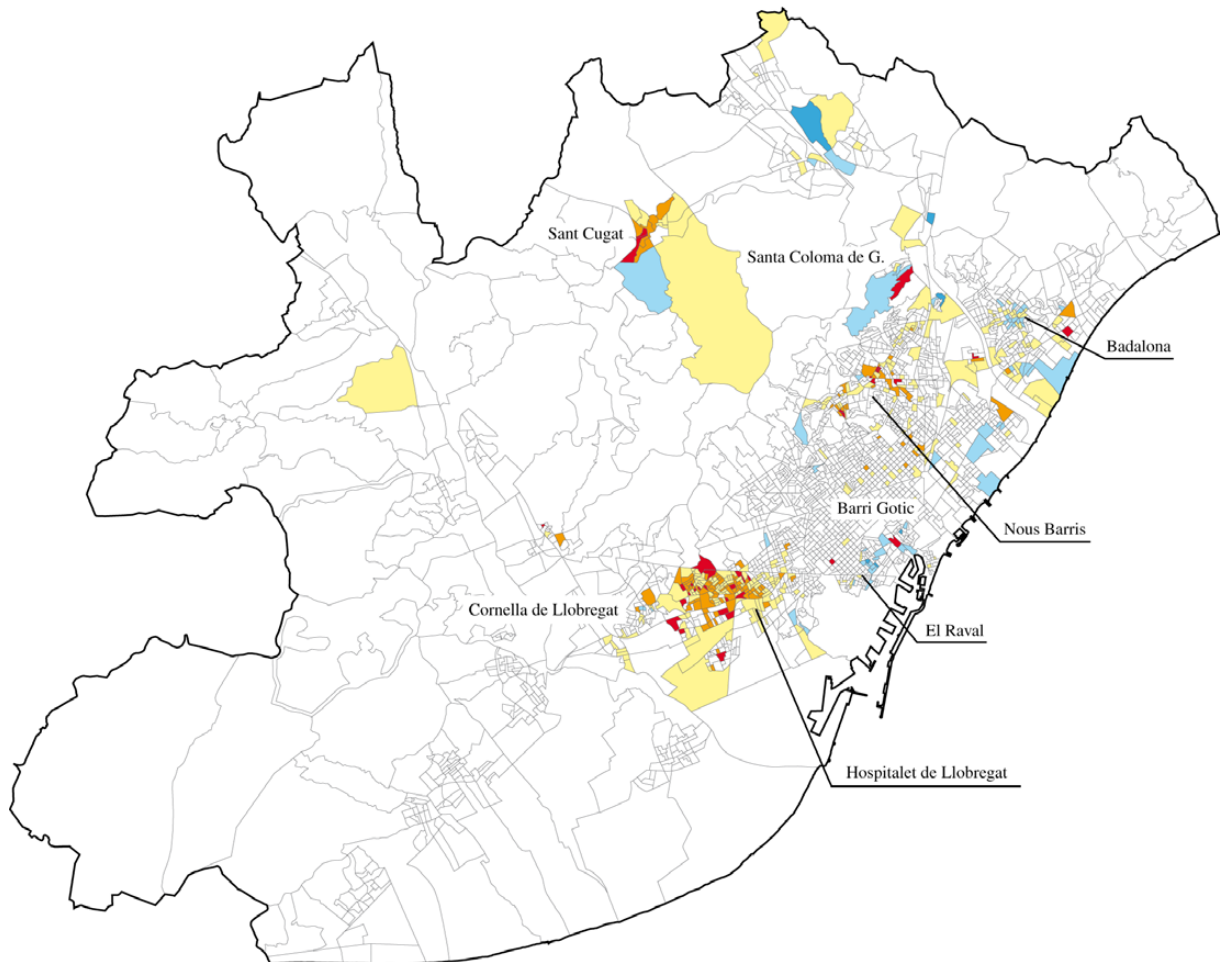 Sant Cugat
Santa Coloma de G.
Badalona
Barri Gotic
Nous Barris
Cornella de Llobregat
El Raval
Hospitalet de Llobregat